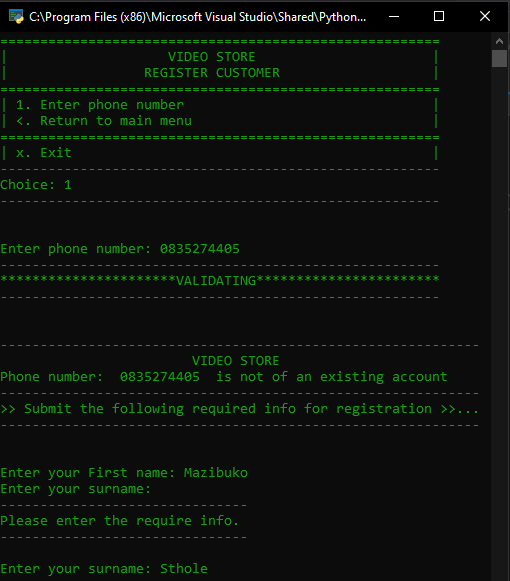 C:\Program Files (x86)\Microsoft Visual Studio\Shared\Python...
========================================================
| VIDEO STORE |
| REGISTER CUSTOMER |
========================================================
| 1. Enter phone number |
| <. Return to main menu |
========================================================
| x. Exit |
-------------------------------------------------------
Choice: 1
-------------------------------------------------------
Enter phone number: 0835274405
-------------------------------------------------------
**********************VALIDATING***********************
-------------------------------------------------------
------------------------------------------------------------
VIDEO STORE
Phone number:  0835274405  is not of an existing account
------------------------------------------------------------
>> Submit the following required info for registration >>...
------------------------------------------------------------
Enter your First name: Mazibuko
Enter your surname:
-------------------------------
Please enter the require info.
-------------------------------
Enter your surname: Sthole